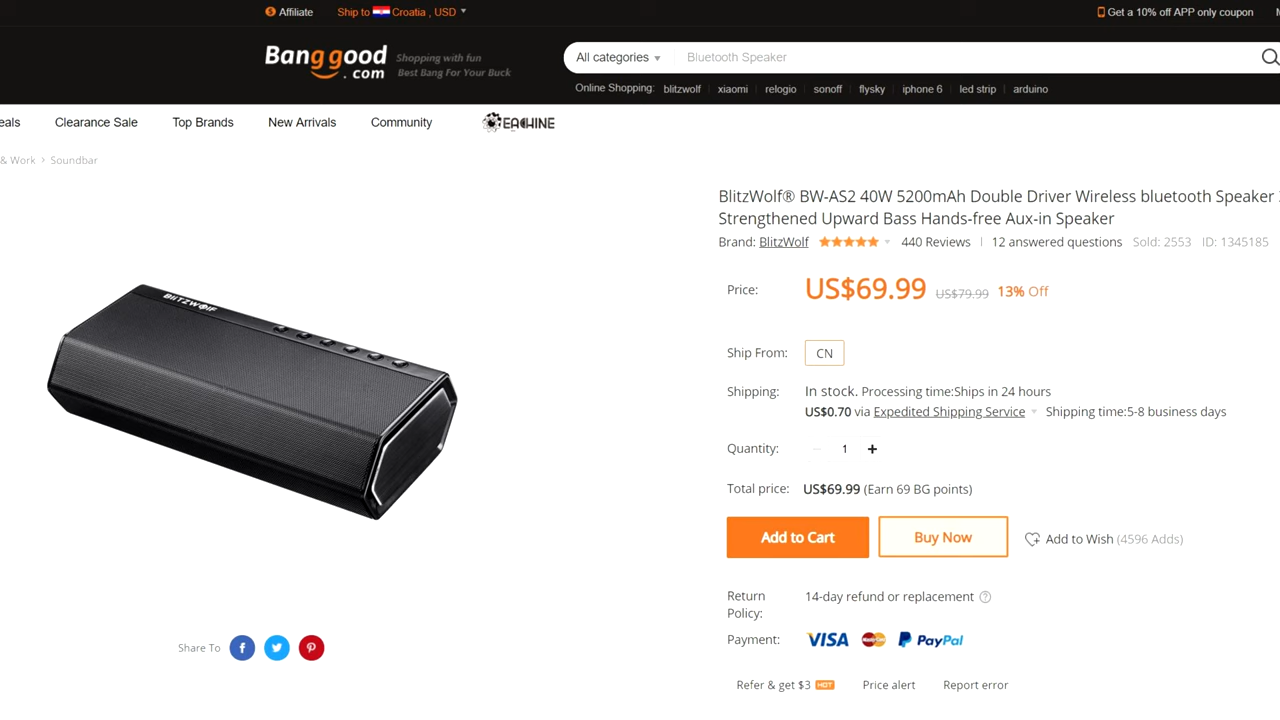 Affiliate Ship to Croatia , USD Get a 10% off APP only coupon
Banggood.com Shopping with fun
Best Bang For Your Buck
All categories Bluetooth Speaker
Online Shopping: blitzwolf xiaomi relogio sonoff flysky iphone 6 led strip arduino
eals Clearance Sale Top Brands New Arrivals Community EACHINE
& Work > Soundbar
BlitzWolf® BW-AS2 40W 5200mAh Double Driver Wireless bluetooth Speaker
Strengthened Upward Bass Hands-free Aux-in Speaker
Brand: BlitzWolf 440 Reviews 12 answered questions Sold: 2553 ID: 1345185
Price: US$69.99 US$79.99 13% Off
BLITZWOLF
Ship From: CN
Shipping: In stock. Processing time:Ships in 24 hours
US$0.70 via Expedited Shipping Service Shipping time:5-8 business days
Quantity: − 1 +
Total price: US$69.99 (Earn 69 BG points)
Add to Cart Buy Now Add to Wish (4596 Adds)
Return Policy: 14-day refund or replacement ?
Payment: VISA MasterCard PayPal
Share To
Refer & get $3 HOT Price alert Report error